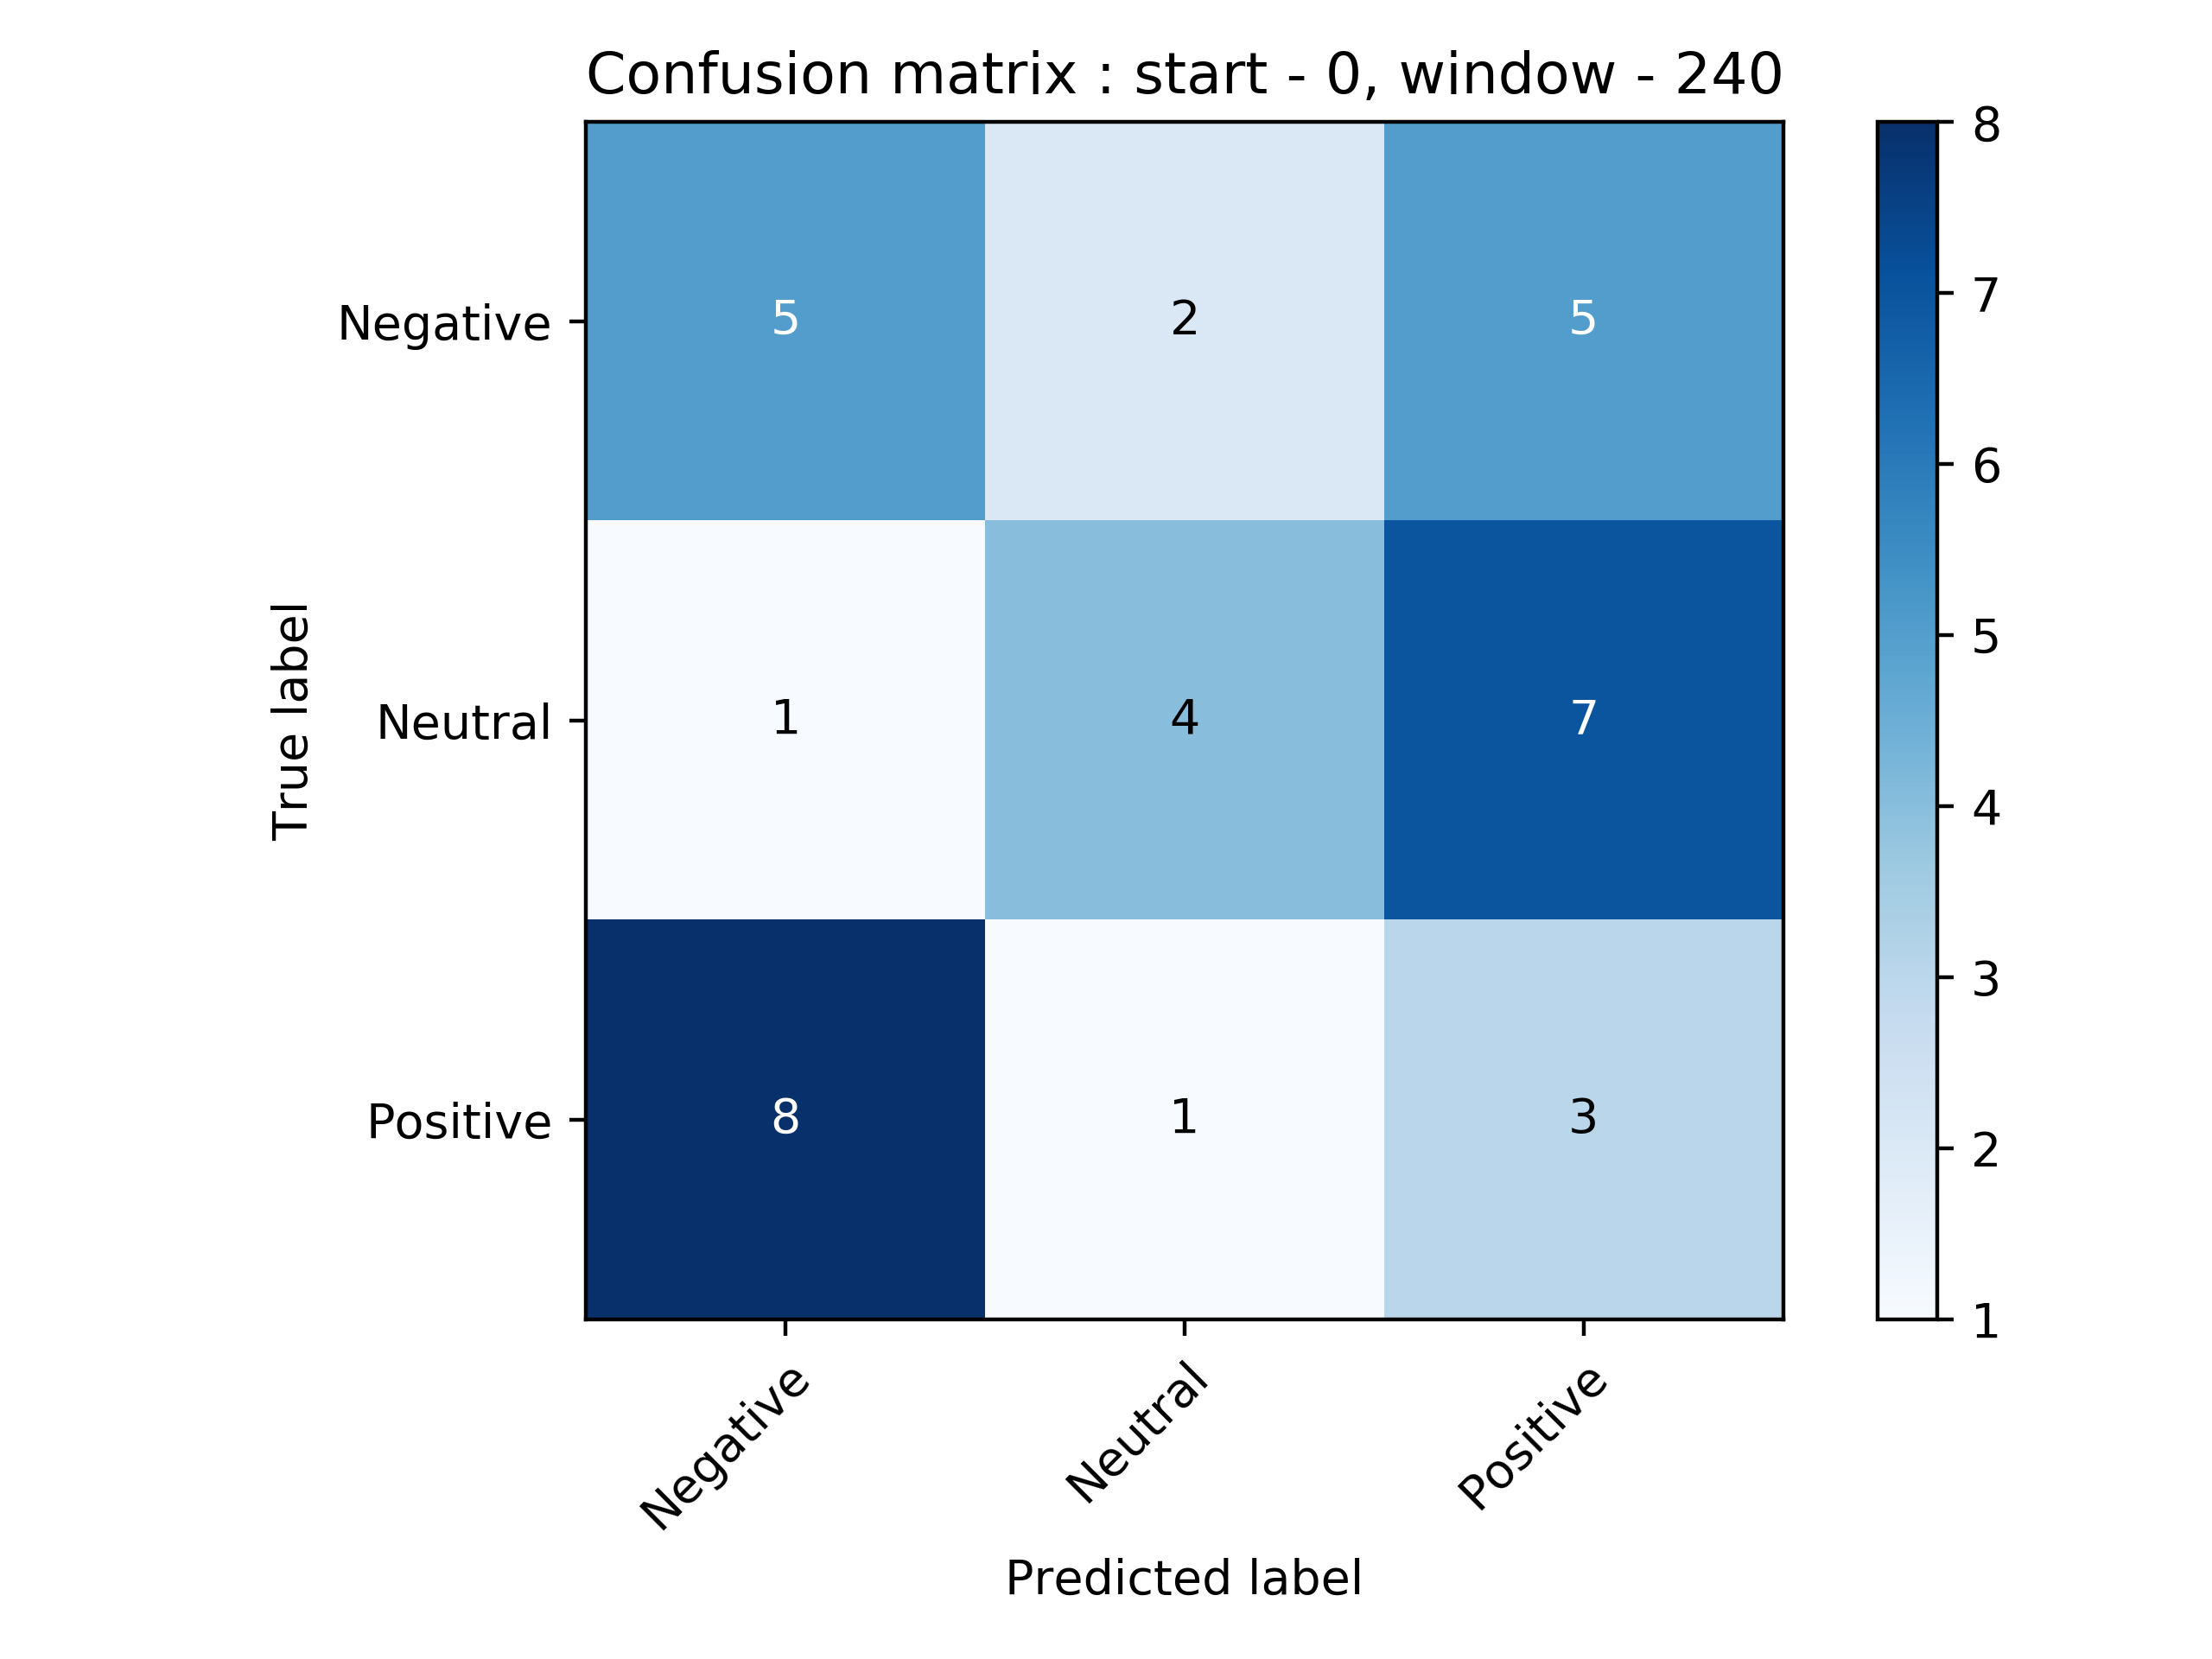 Confusion matrix : start - 0, window - 240
8
7
6
5
4
3
2
1
True label
Negative
5
2
5
Neutral
1
4
7
Positive
8
1
3
Negative
Neutral
Positive
Predicted label